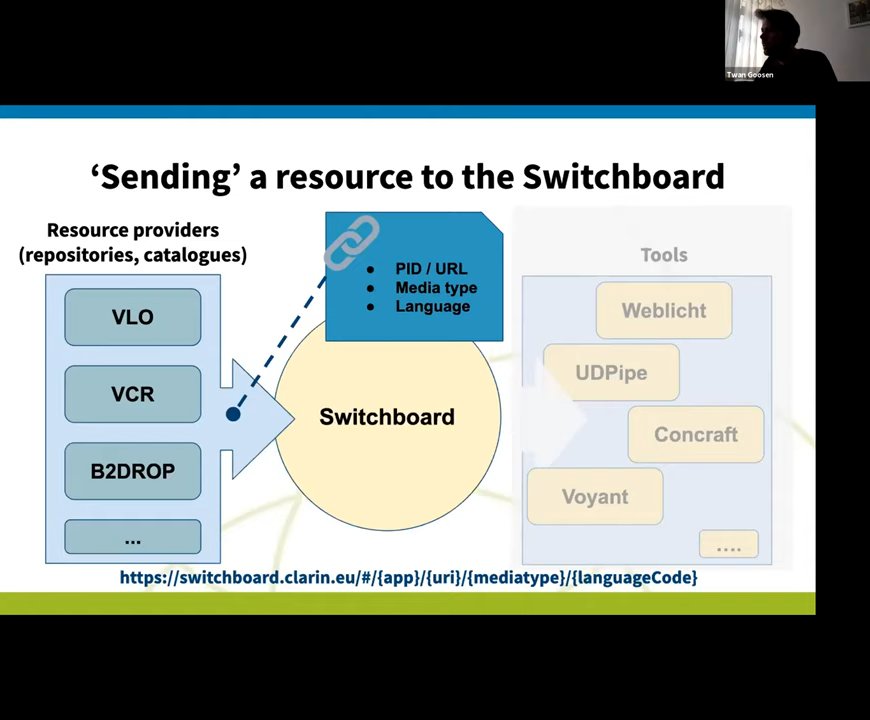 Twan Goosen
‘Sending’ a resource to the Switchboard
Resource providers
(repositories, catalogues)
VLO
VCR
B2DROP
...
● PID / URL
● Media type
● Language
Switchboard
Tools
Weblicht
UDPipe
Concraft
Voyant
....
https://switchboard.clarin.eu/#/{app}/{uri}/{mediatype}/{languageCode}